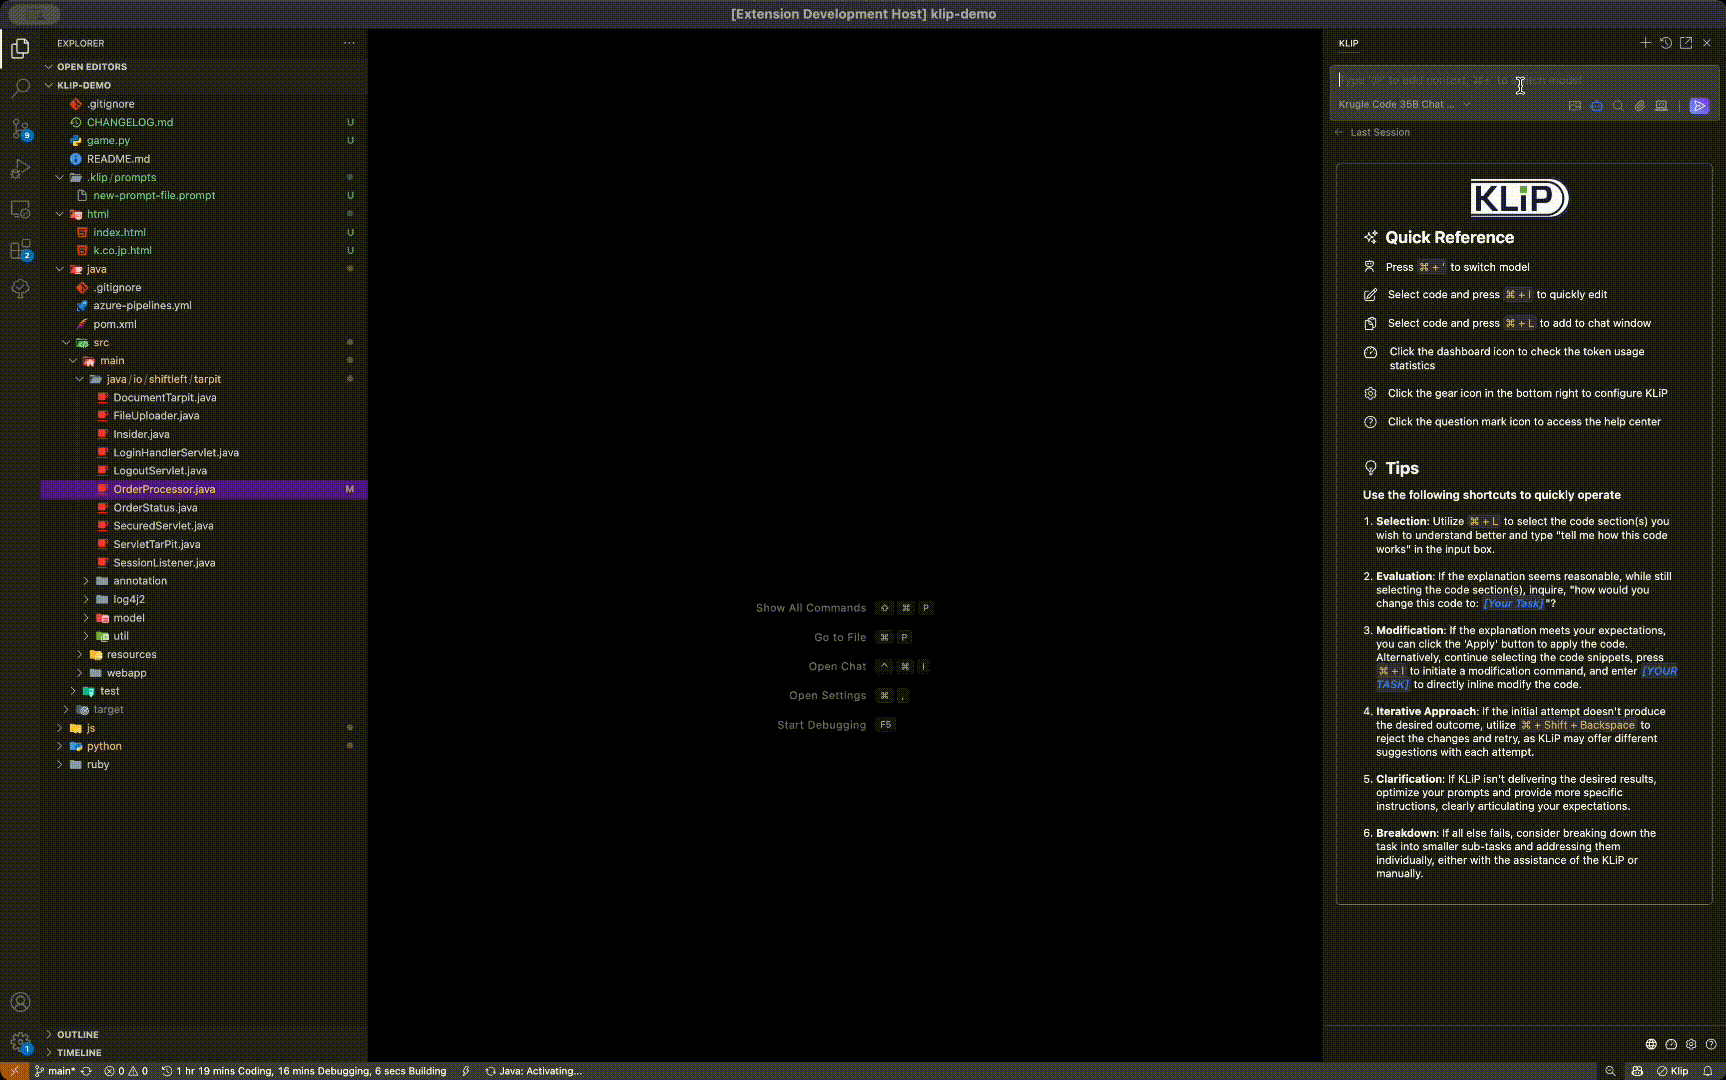 [Extension Development Host] klip-demo
EXPLORER
OPEN EDITORS
KLIP-DEMO
.gitignore
CHANGELOG.md U
game.py U
README.md
.klip/prompts
new-prompt-file.prompt U
html
index.html U
k.co.jp.html U
java
.gitignore
azure-pipelines.yml
pom.xml
src
main
java/io/shiftleft/tarpit
DocumentTarpit.java
FileUploader.java
Insider.java
LoginHandlerServlet.java
LogoutServlet.java
OrderProcessor.java M
OrderStatus.java
SecuredServlet.java
ServletTarPit.java
SessionListener.java
annotation
log4j2
model
util
resources
webapp
test
target
js
python
ruby
OUTLINE
TIMELINE
9
2
1
Show All Commands ⇧ ⌘ P
Go to File ⌘ P
Open Chat ^ ⌘ I
Open Settings ⌘ ,
Start Debugging F5
KLIP
Type '@' to add context, ⌘+' to switch model
Krugle Code 35B Chat ...
Last Session
KLiP
Quick Reference
Press ⌘ + ' to switch model
Select code and press ⌘ + I to quickly edit
Select code and press ⌘ + L to add to chat window
Click the dashboard icon to check the token usage
statistics
Click the gear icon in the bottom right to configure KLiP
Click the question mark icon to access the help center
Tips
Use the following shortcuts to quickly operate
1. Selection: Utilize ⌘ + L to select the code section(s) you
wish to understand better and type "tell me how this code
works" in the input box.
2. Evaluation: If the explanation seems reasonable, while still
selecting the code section(s), inquire, "how would you
change this code to: [Your Task]"?
3. Modification: If the explanation meets your expectations,
you can click the 'Apply' button to apply the code.
Alternatively, continue selecting the code snippets, press
⌘ + I to initiate a modification command, and enter [YOUR
TASK] to directly inline modify the code.
4. Iterative Approach: If the initial attempt doesn't produce
the desired outcome, utilize ⌘ + Shift + Backspace to
reject the changes and retry, as KLiP may offer different
suggestions with each attempt.
5. Clarification: If KLiP isn't delivering the desired results,
optimize your prompts and provide more specific
instructions, clearly articulating your expectations.
6. Breakdown: If all else fails, consider breaking down the
task into smaller sub-tasks and addressing them
individually, either with the assistance of the KLiP or
manually.
main* 0 0 1 hr 19 mins Coding, 16 mins Debugging, 6 secs Building Java: Activating... Klip